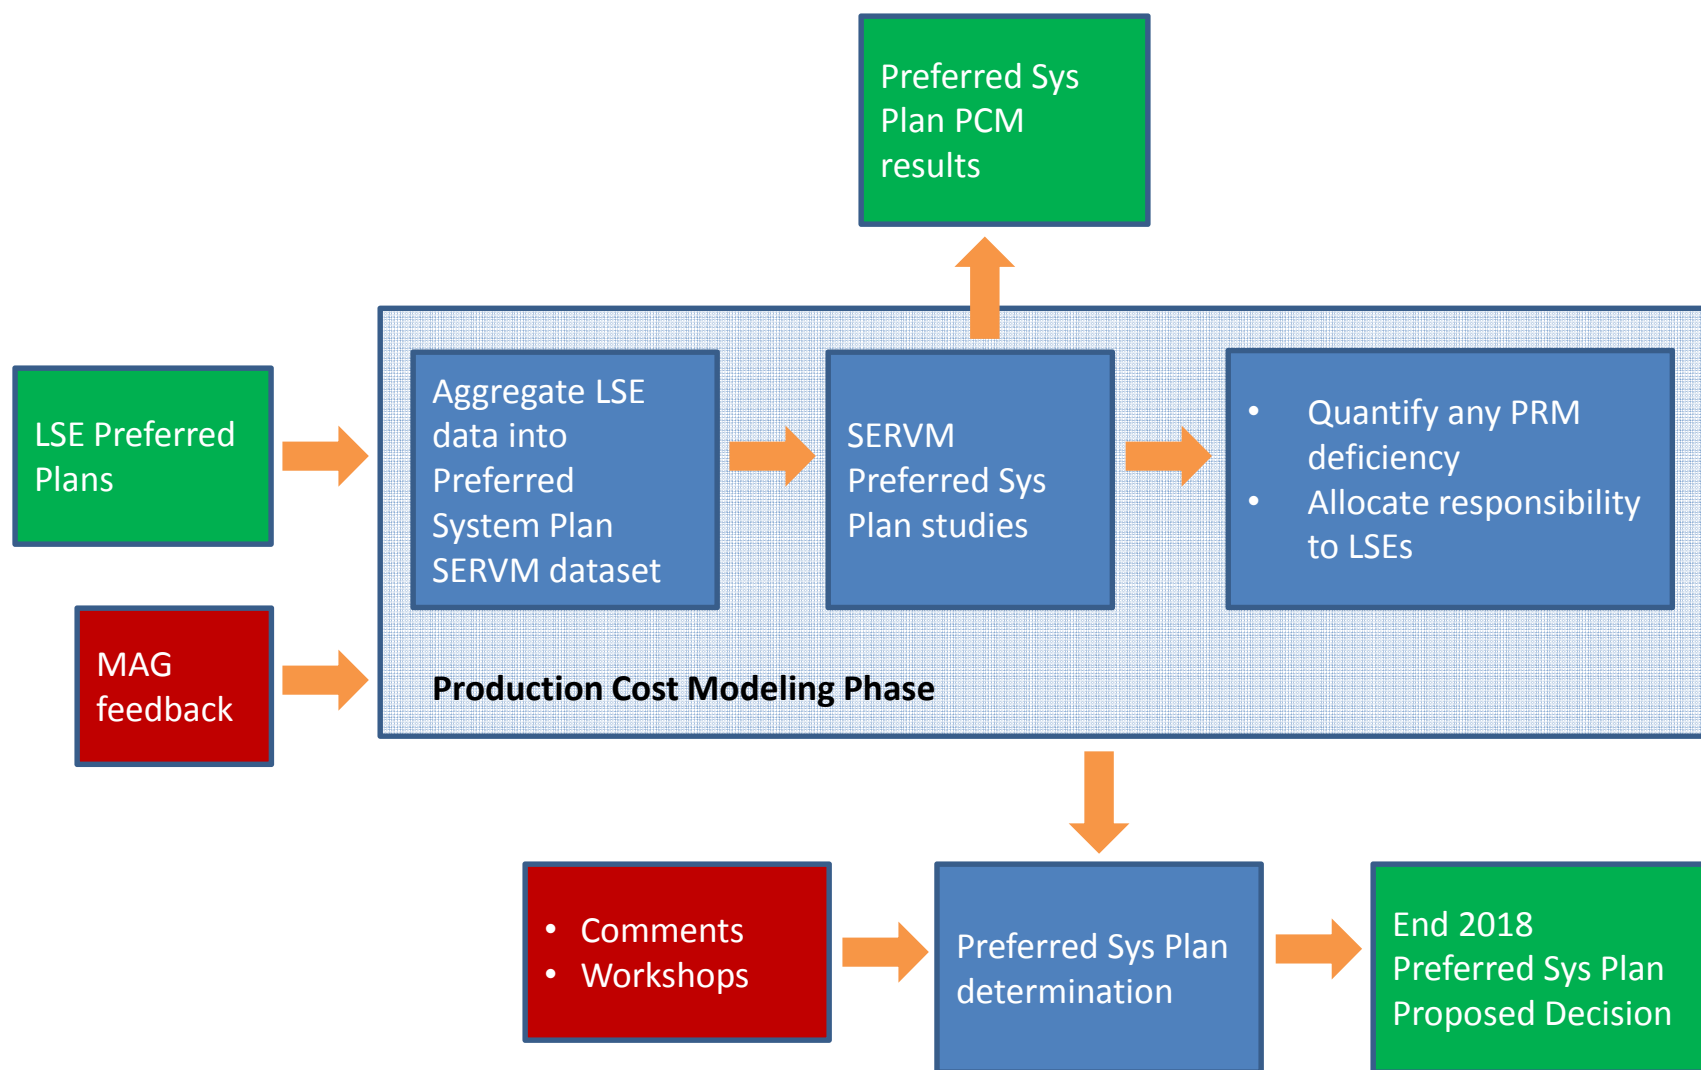 Preferred Sys
Plan PCM
results
LSE Preferred
Plans
Aggregate LSE
data into
Preferred
System Plan
SERVM dataset
SERVM
Preferred Sys
Plan studies
• Quantify any PRM
deficiency
• Allocate responsibility
to LSEs
MAG
feedback
Production Cost Modeling Phase
• Comments
• Workshops
Preferred Sys Plan
determination
End 2018
Preferred Sys Plan
Proposed Decision